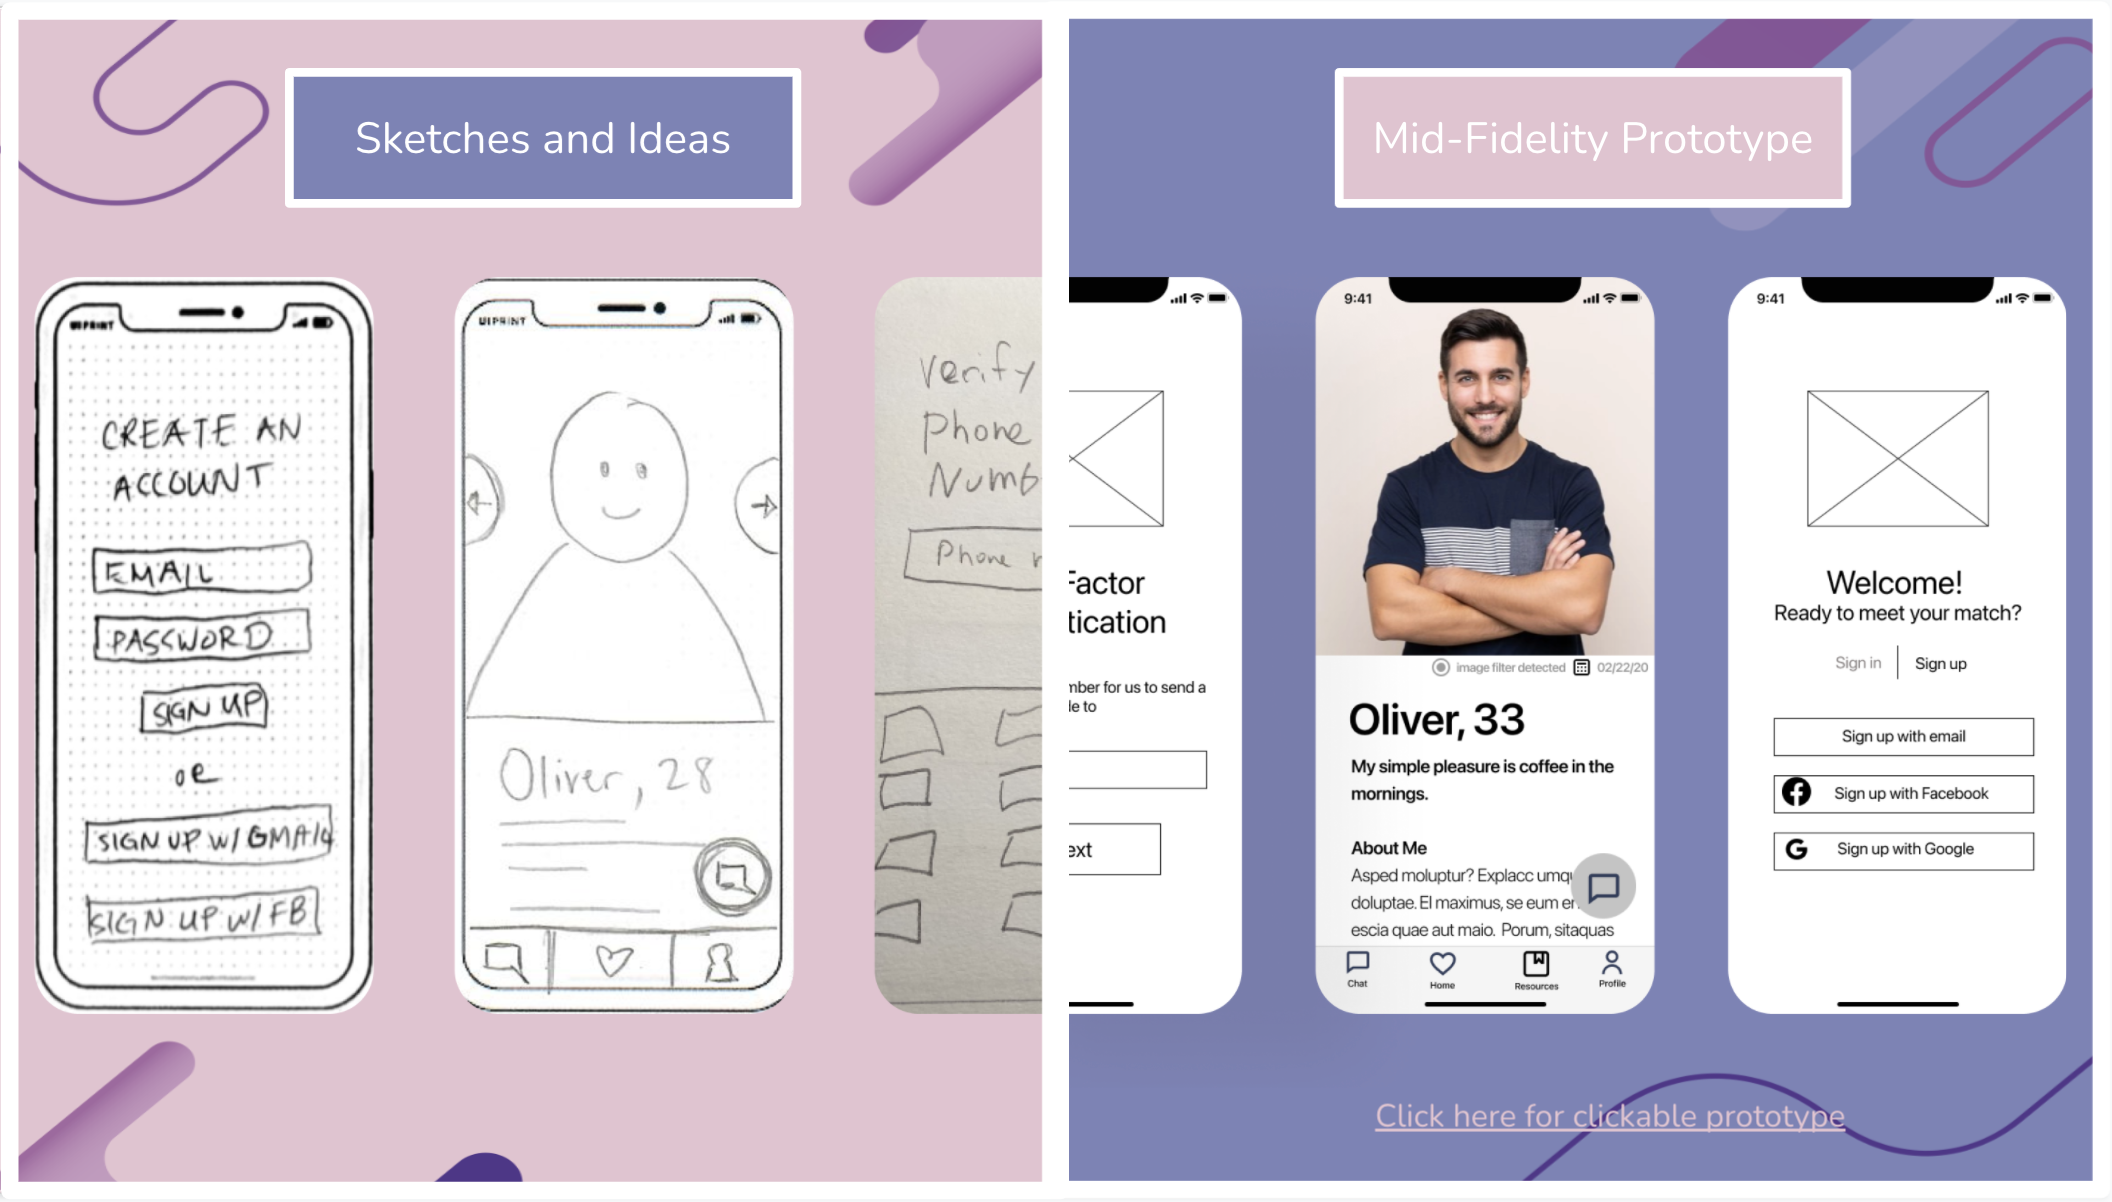 Sketches and Ideas
UIPRINT
CREATE AN
ACCOUNT
EMAIL
PASSWORD
SIGN UP
OR
SIGN UP W/ GMAIL
SIGN UP W/ FB
UIPRINT
Oliver, 28
Verify
Phone
Numb
Phone
Mid-Fidelity Prototype
Factor
tication
mber for us to send a
le to
ext
9:41
image filter detected 02/22/20
Oliver, 33
My simple pleasure is coffee in the
mornings.
About Me
Asped moluptur? Explacc umqu
doluptae. El maximus, se eum er
escia quae aut maio. Porum, sitaquas
Chat Home Resources Profile
9:41
Welcome!
Ready to meet your match?
Sign in Sign up
Sign up with email
Sign up with Facebook
G Sign up with Google
Click here for clickable prototype